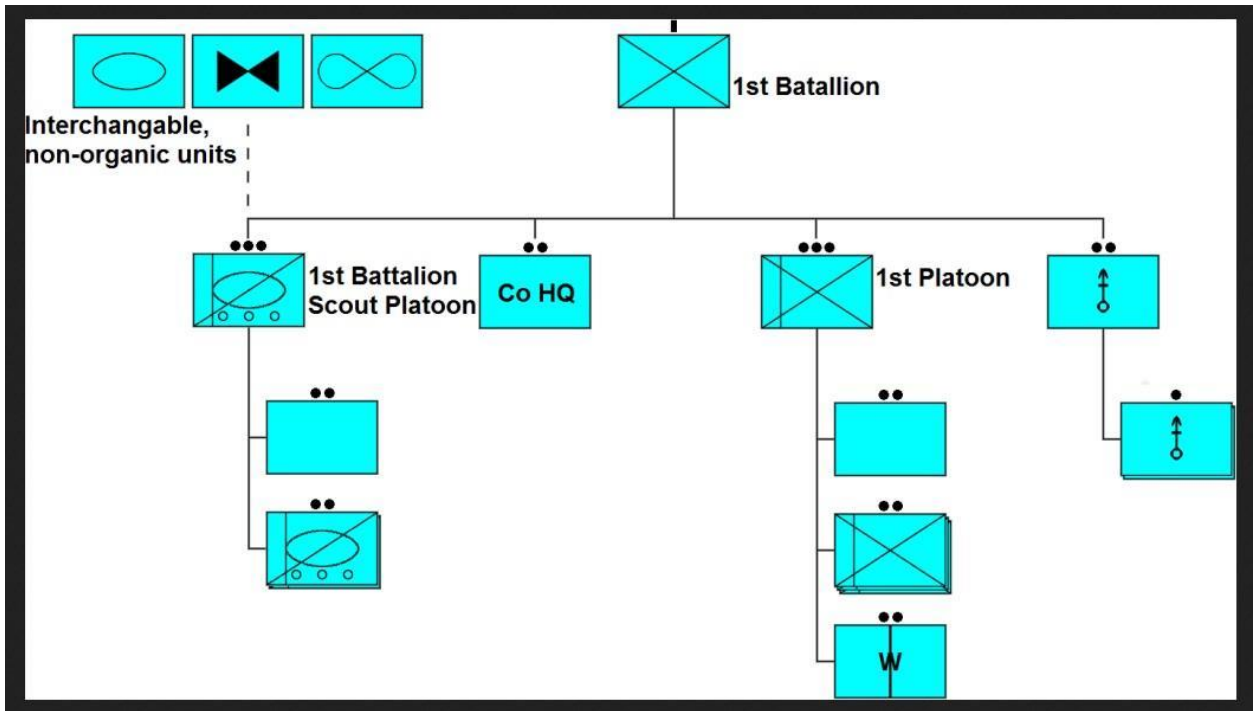 1st Batallion
Interchangable,
non-organic units
1st Battalion
Scout Platoon
Co HQ
1st Platoon
W